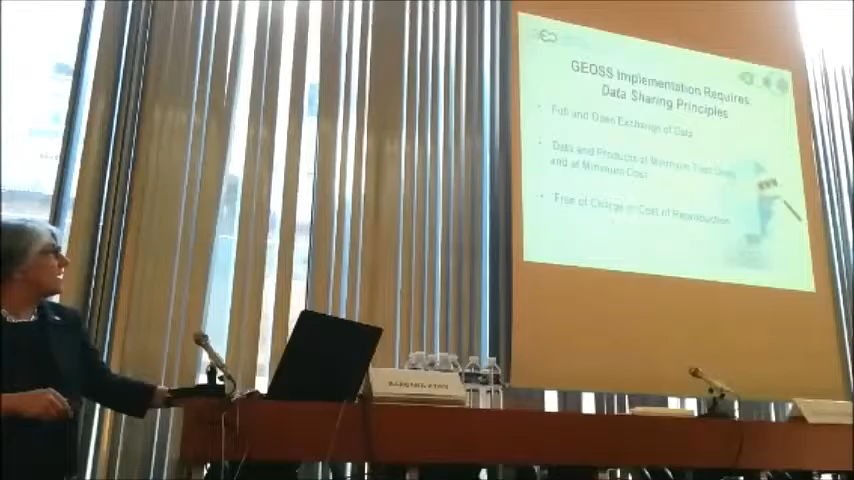 GEOSS Implementation Requires:
Data Sharing Principles
• Full and Open Exchange of Data
• Data and Products at Minimum Time Delay
and at Minimum Cost
• Free of Charge or Cost of Reproduction